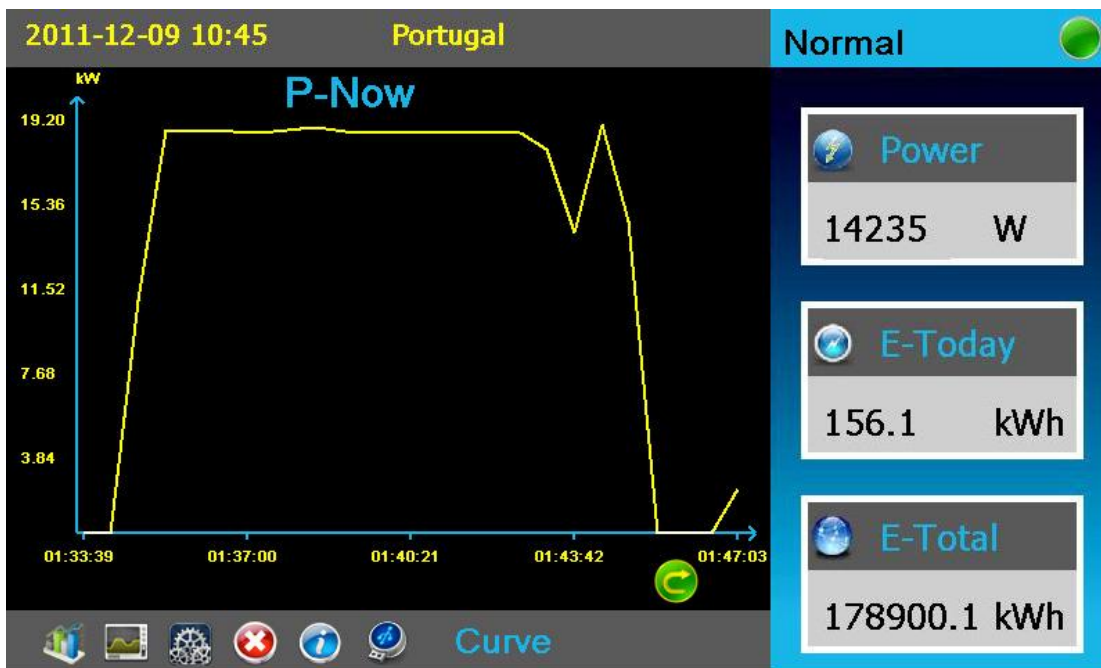 2011-12-09 10:45 Portugal
Normal
kW
P-Now
19.20
15.36
11.52
7.68
3.84
01:33:39 01:37:00 01:40:21 01:43:42 01:47:03
Curve
Power
14235 W
E-Today
156.1 kWh
E-Total
178900.1 kWh